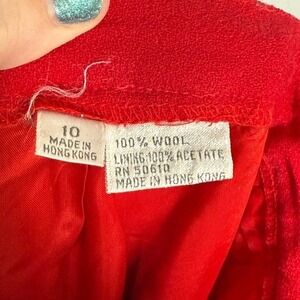 10
MADE IN
HONG KONG
100% WOOL
LINING 100% ACETATE
RN 50610
MADE IN HONG KONG